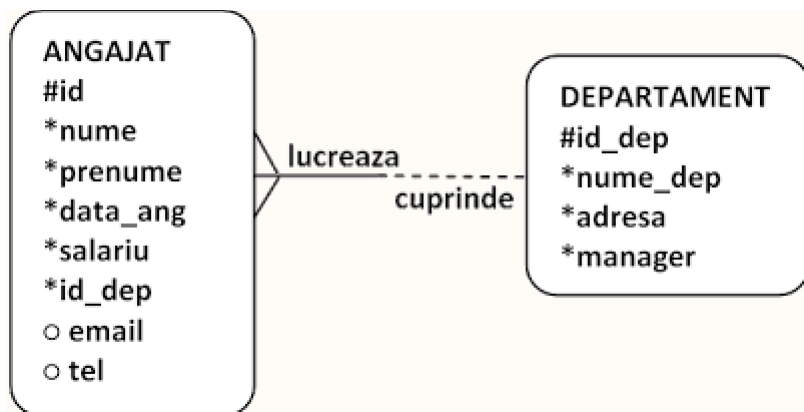 ANGAJAT
#id
*nume
*prenume
*data_ang
*salariu
*id_dep
○ email
○ tel
lucreaza
cuprinde
DEPARTAMENT
#id_dep
*nume_dep
*adresa
*manager